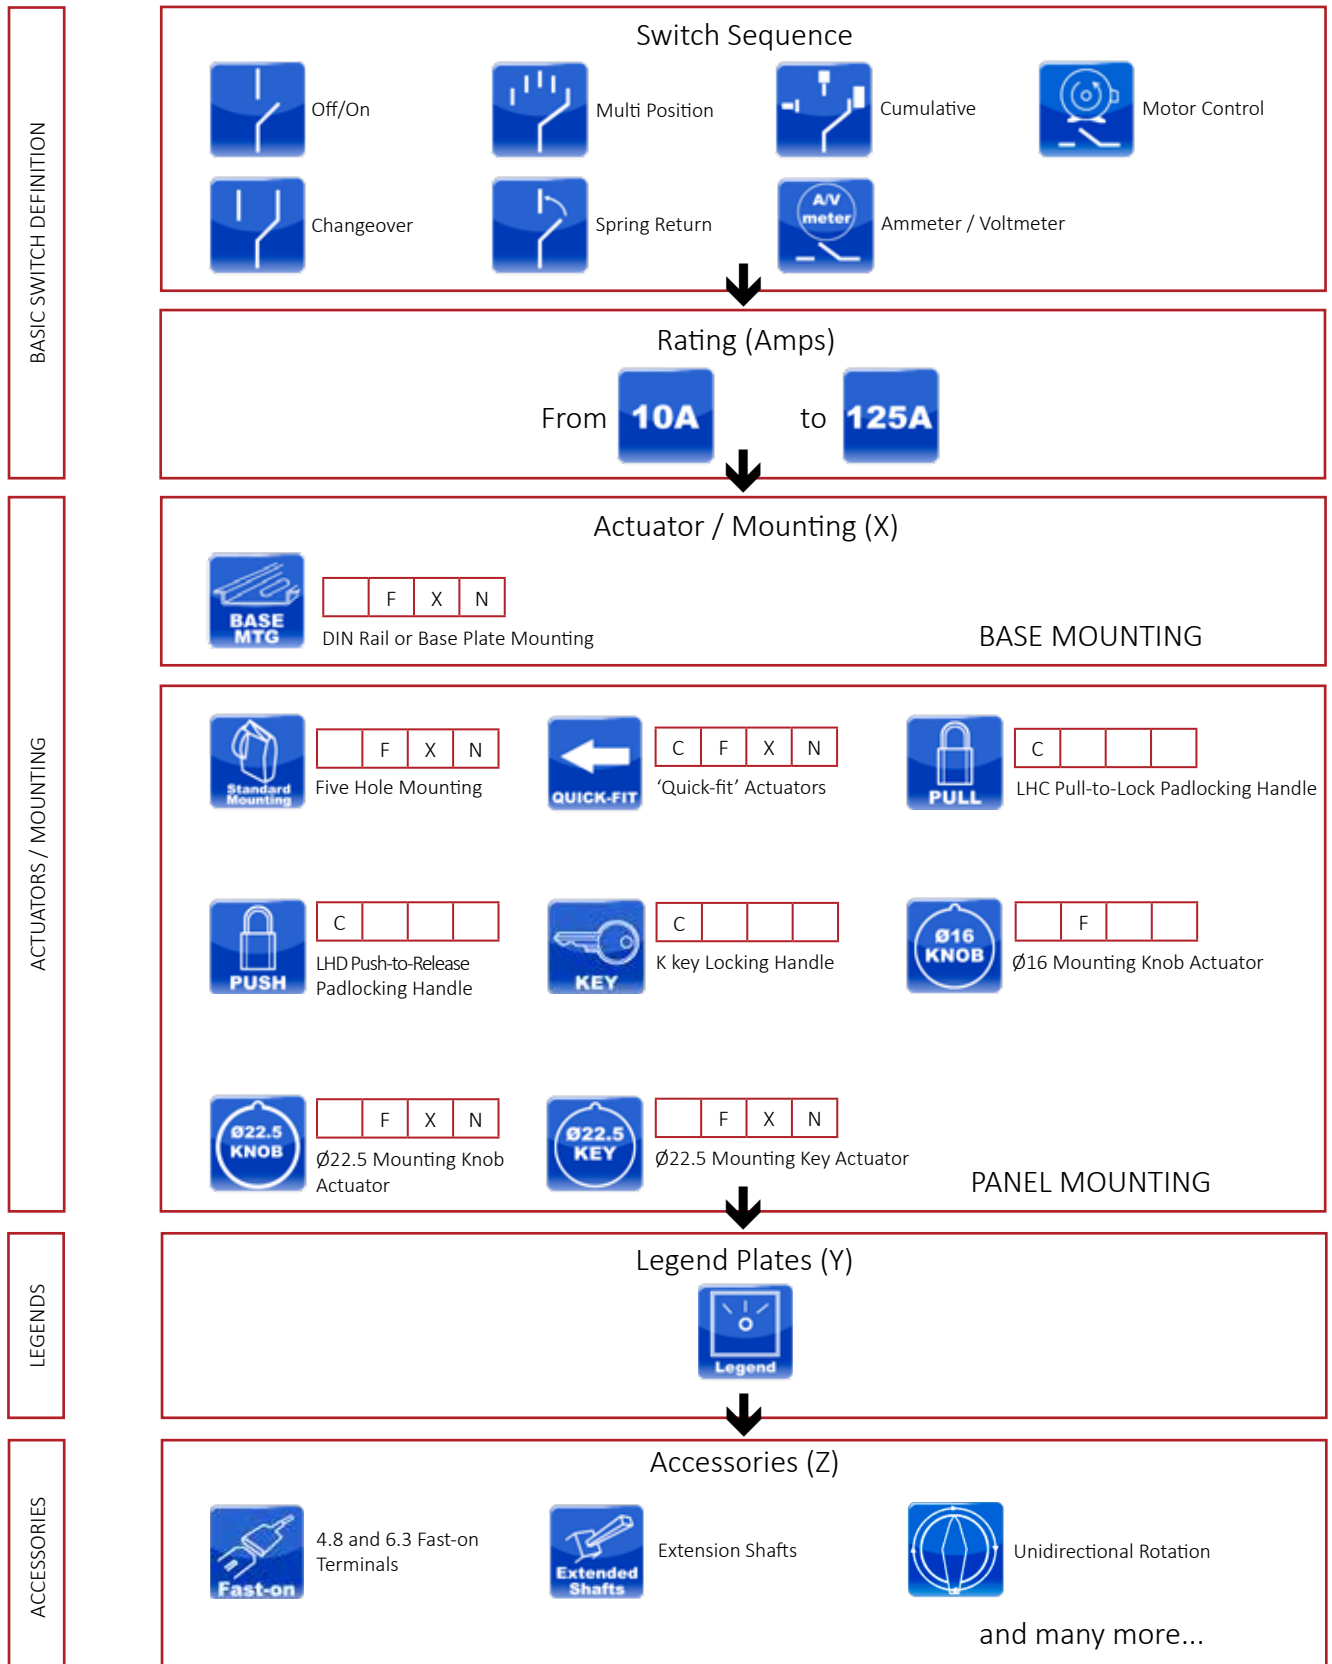 BASIC SWITCH DEFINITION
Switch Sequence
Off/On
Multi Position
Cumulative
Motor Control
Changeover
Spring Return
A/V
meter
Ammeter / Voltmeter
Rating (Amps)
From 10A to 125A
ACTUATORS / MOUNTING
Actuator / Mounting (X)
BASE
MTG
F X N
DIN Rail or Base Plate Mounting
BASE MOUNTING
Standard
Mounting
F X N
Five Hole Mounting
QUICK-FIT
C F X N
‘Quick-fit’ Actuators
PULL
C
LHC Pull-to-Lock Padlocking Handle
PUSH
C
LHD Push-to-Release
Padlocking Handle
KEY
C
K key Locking Handle
Ø16
KNOB
F
Ø16 Mounting Knob Actuator
Ø22.5
KNOB
F X N
Ø22.5 Mounting Knob
Actuator
Ø22.5
KEY
F X N
Ø22.5 Mounting Key Actuator
PANEL MOUNTING
LEGENDS
Legend Plates (Y)
Legend
ACCESSORIES
Accessories (Z)
Fast-on
4.8 and 6.3 Fast-on
Terminals
Extended
Shafts
Extension Shafts
Unidirectional Rotation
and many more...